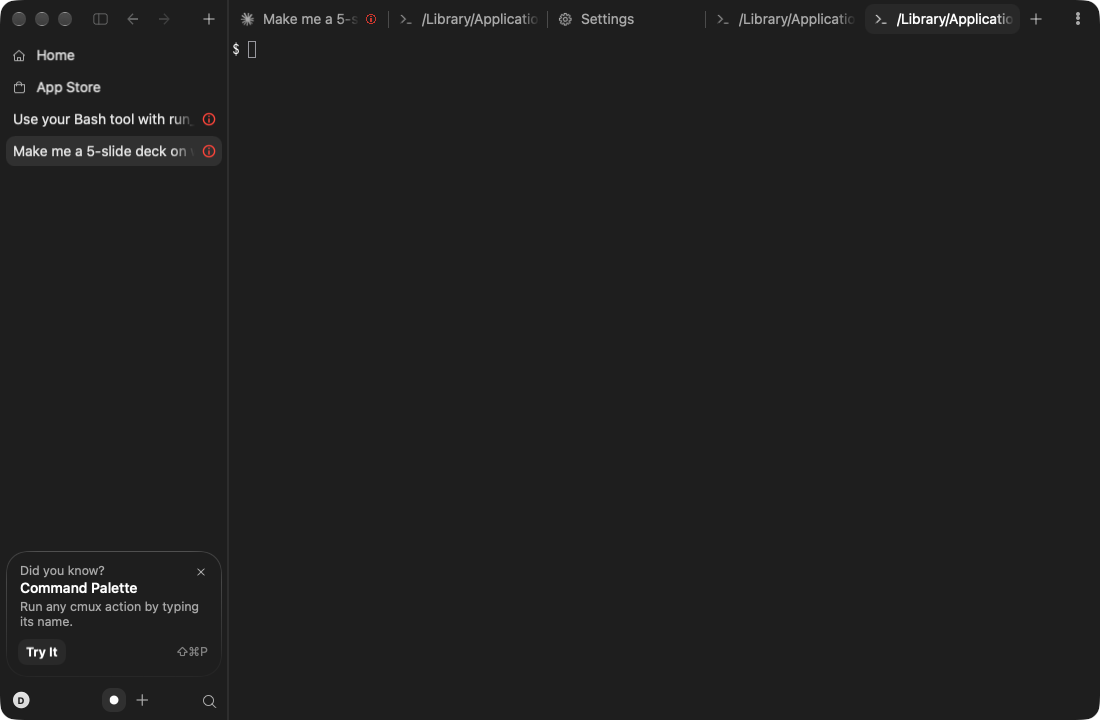 Make me a 5-s
/Library/Applicatio
Settings
/Library/Applicatio
/Library/Applicatio
$
Home
App Store
Use your Bash tool with run_
Make me a 5-slide deck on
Did you know?
Command Palette
Run any cmux action by typing
its name.
Try It
⇧⌘P
D